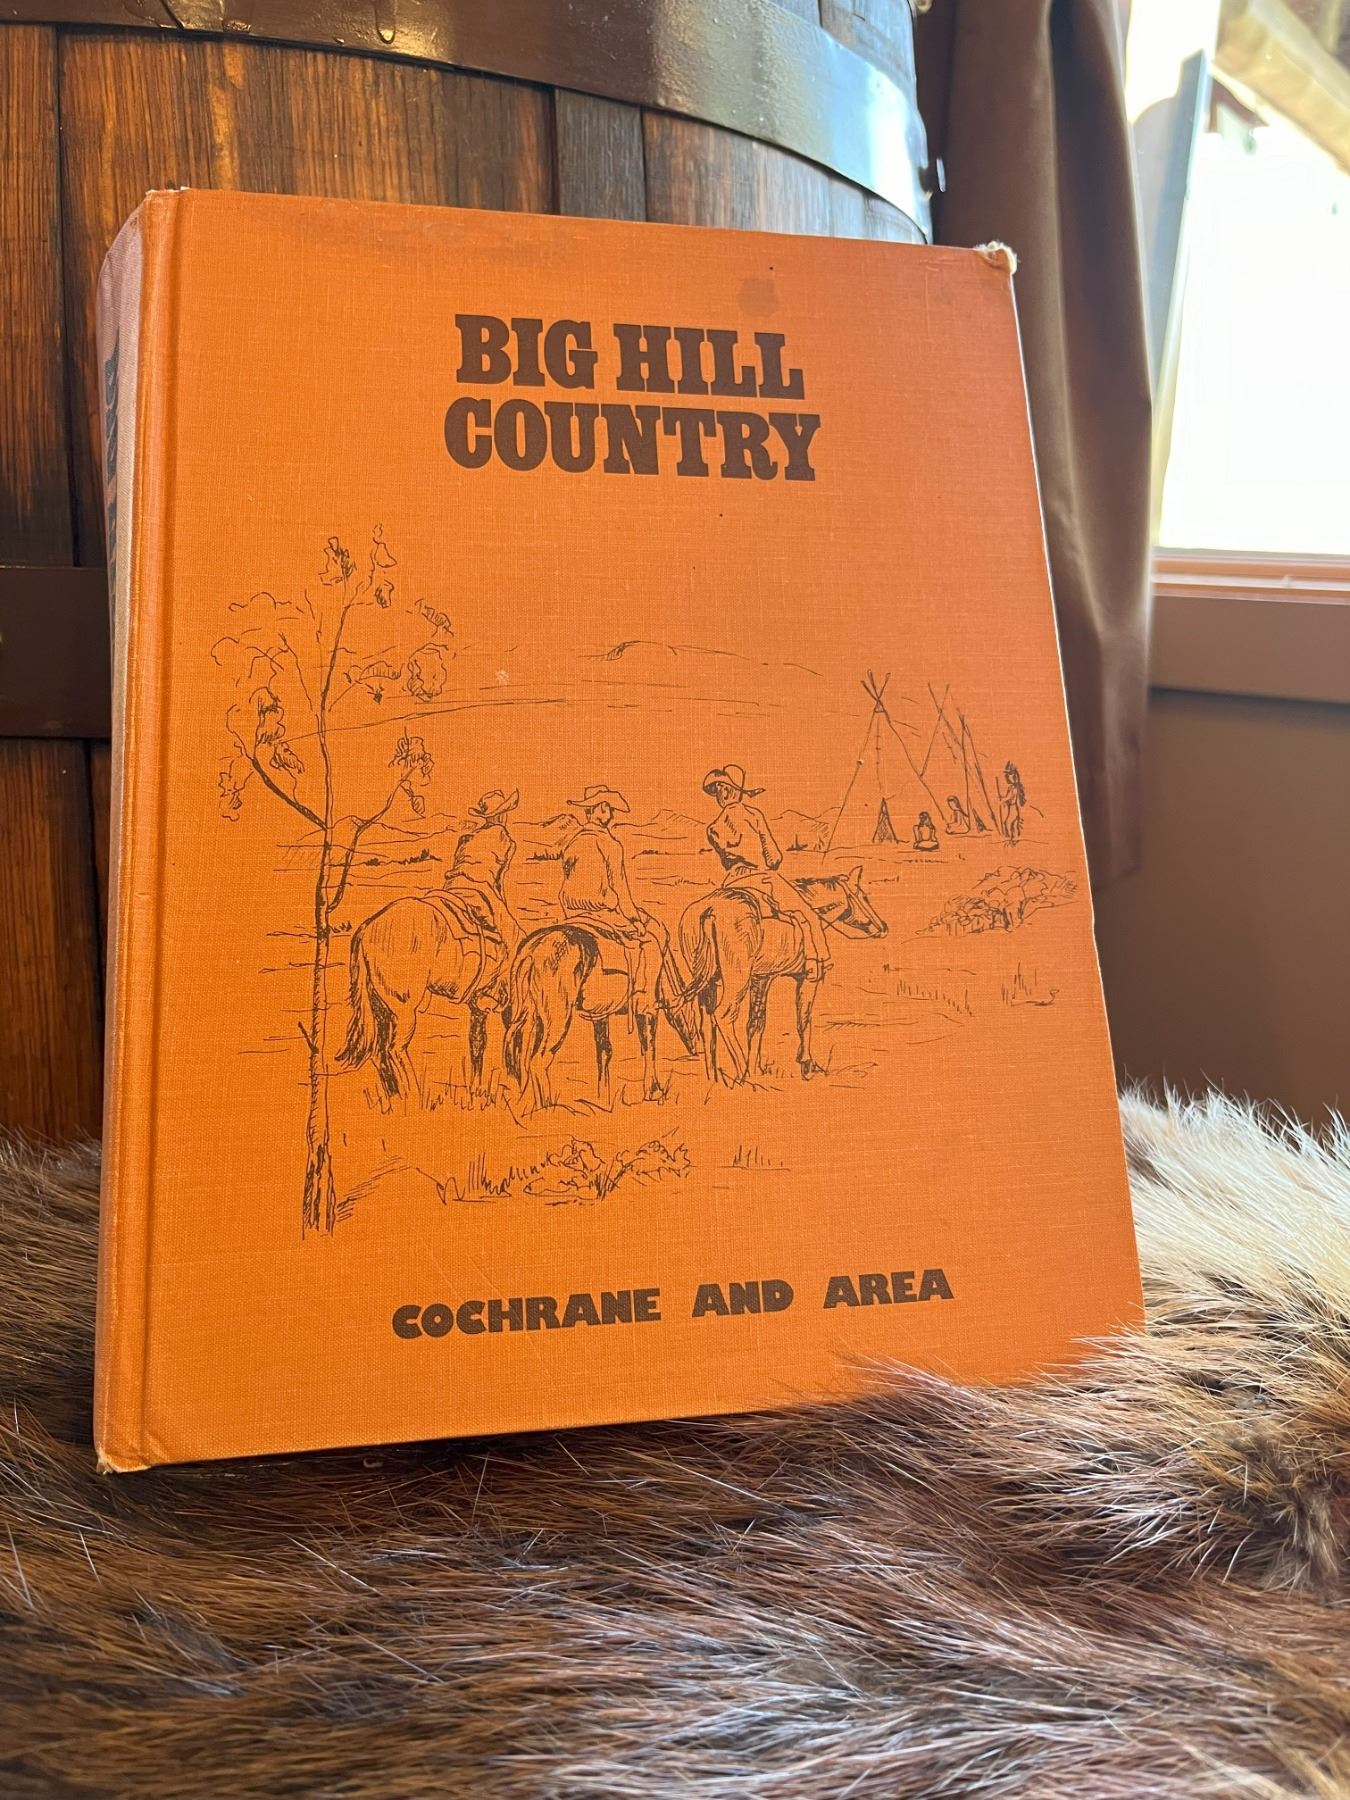 BIG HILL
COUNTRY
COCHRANE AND AREA